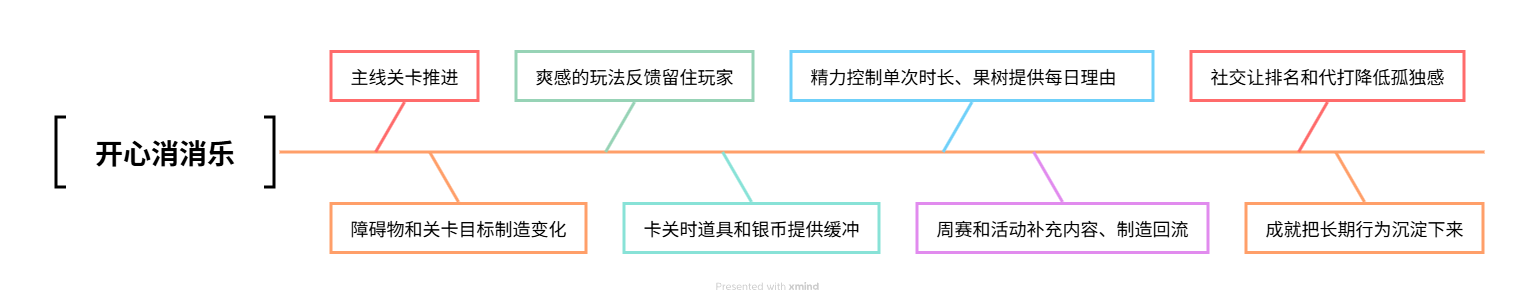 开心消消乐
主线关卡推进
障碍物和关卡目标制造变化
爽感的玩法反馈留住玩家
卡关时道具和银币提供缓冲
精力控制单次时长、果树提供每日理由
周赛和活动补充内容、制造回流
社交让排名和代打降低孤独感
成就把长期行为沉淀下来
Presented with xmind